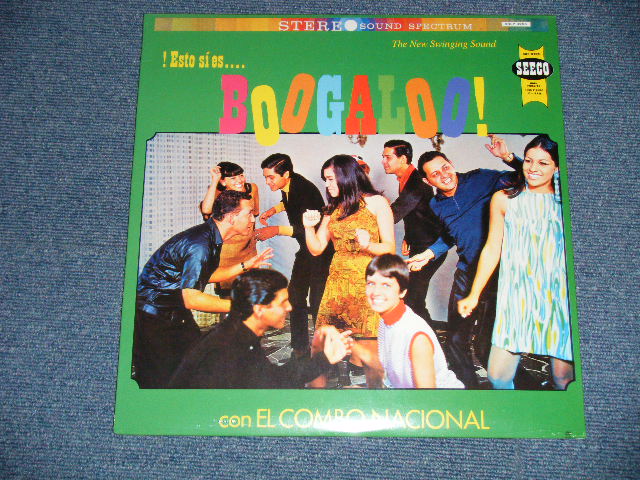 STEREO SOUND SPECTRUM
The New Swinging Sound
! Esto sí es....
SEECO
BOOGALOO!
con EL COMBO NACIONAL